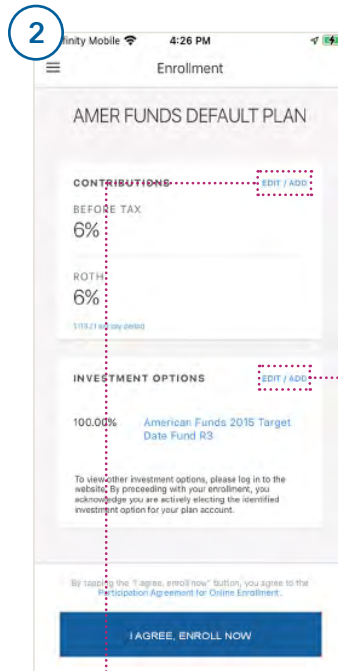 2
finity Mobile 4:26 PM
Enrollment
AMER FUNDS DEFAULT PLAN
CONTRIBUTIONS EDIT / ADD
BEFORE TAX
6%
ROTH
6%
pay period
INVESTMENT OPTIONS EDIT / ADD
100.00% American Funds 2015 Target
Date Fund R3
To view other investment options, please log in to the
website. By proceeding with your enrollment, you
acknowledge you are actively electing the identified
investment option for your plan account.
By tapping the "I agree, enroll now" button, you agree to the
Participation Agreement for Online Enrollment.
I AGREE, ENROLL NOW